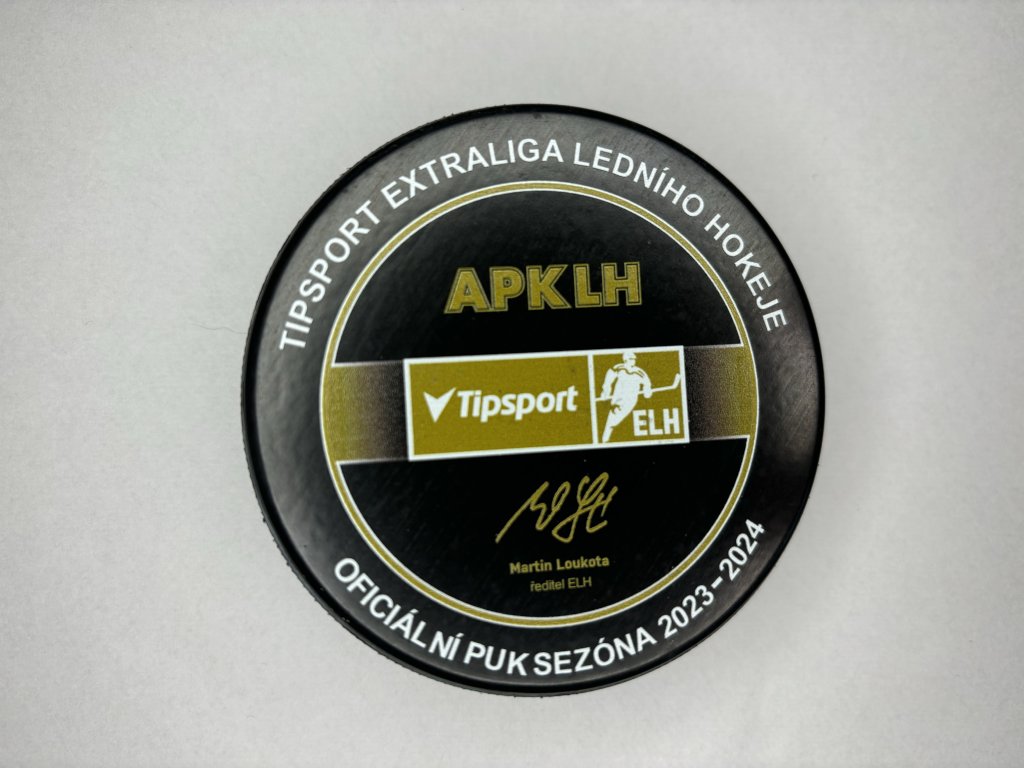 TIPSPORT EXTRALIGA LEDNÍHO HOKEJE
APKLH
Tipsport
ELH
Martin Loukota
ředitel ELH
OFICIÁLNÍ PUK SEZÓNA 2023-2024